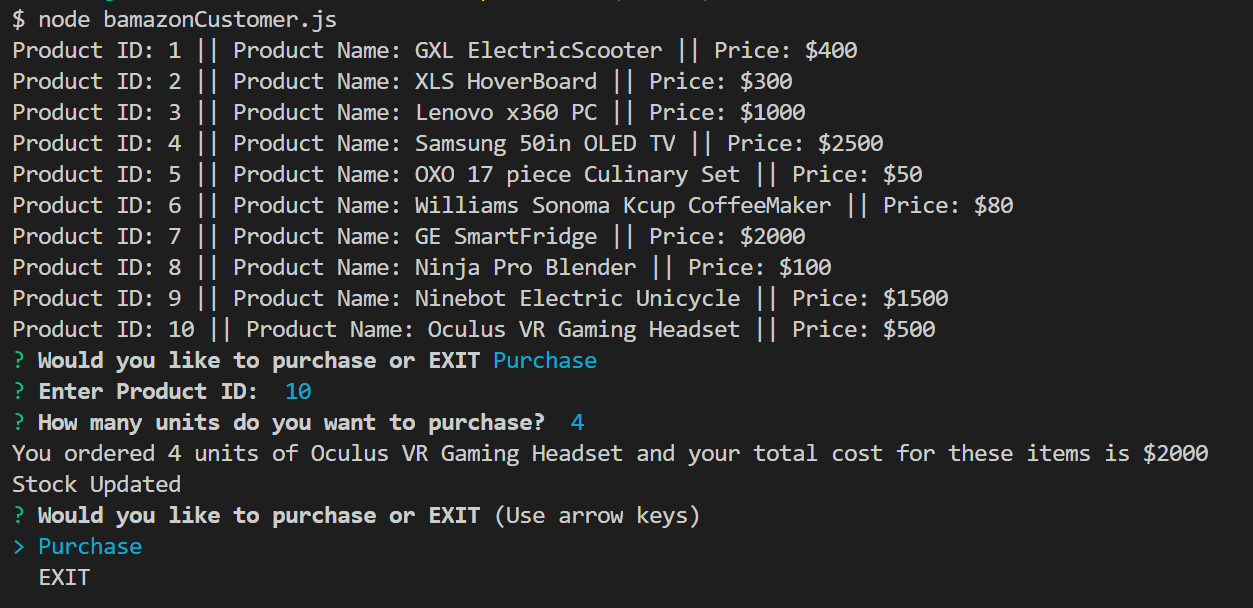 $ node bamazonCustomer.js
Product ID: 1 || Product Name: GXL ElectricScooter || Price: $400
Product ID: 2 || Product Name: XLS HoverBoard || Price: $300
Product ID: 3 || Product Name: Lenovo x360 PC || Price: $1000
Product ID: 4 || Product Name: Samsung 50in OLED TV || Price: $2500
Product ID: 5 || Product Name: OXO 17 piece Culinary Set || Price: $50
Product ID: 6 || Product Name: Williams Sonoma Kcup CoffeeMaker || Price: $80
Product ID: 7 || Product Name: GE SmartFridge || Price: $2000
Product ID: 8 || Product Name: Ninja Pro Blender || Price: $100
Product ID: 9 || Product Name: Ninebot Electric Unicycle || Price: $1500
Product ID: 10 || Product Name: Oculus VR Gaming Headset || Price: $500
? Would you like to purchase or EXIT Purchase
? Enter Product ID:  10
? How many units do you want to purchase?  4
You ordered 4 units of Oculus VR Gaming Headset and your total cost for these items is $2000
Stock Updated
? Would you like to purchase or EXIT (Use arrow keys)
> Purchase
  EXIT